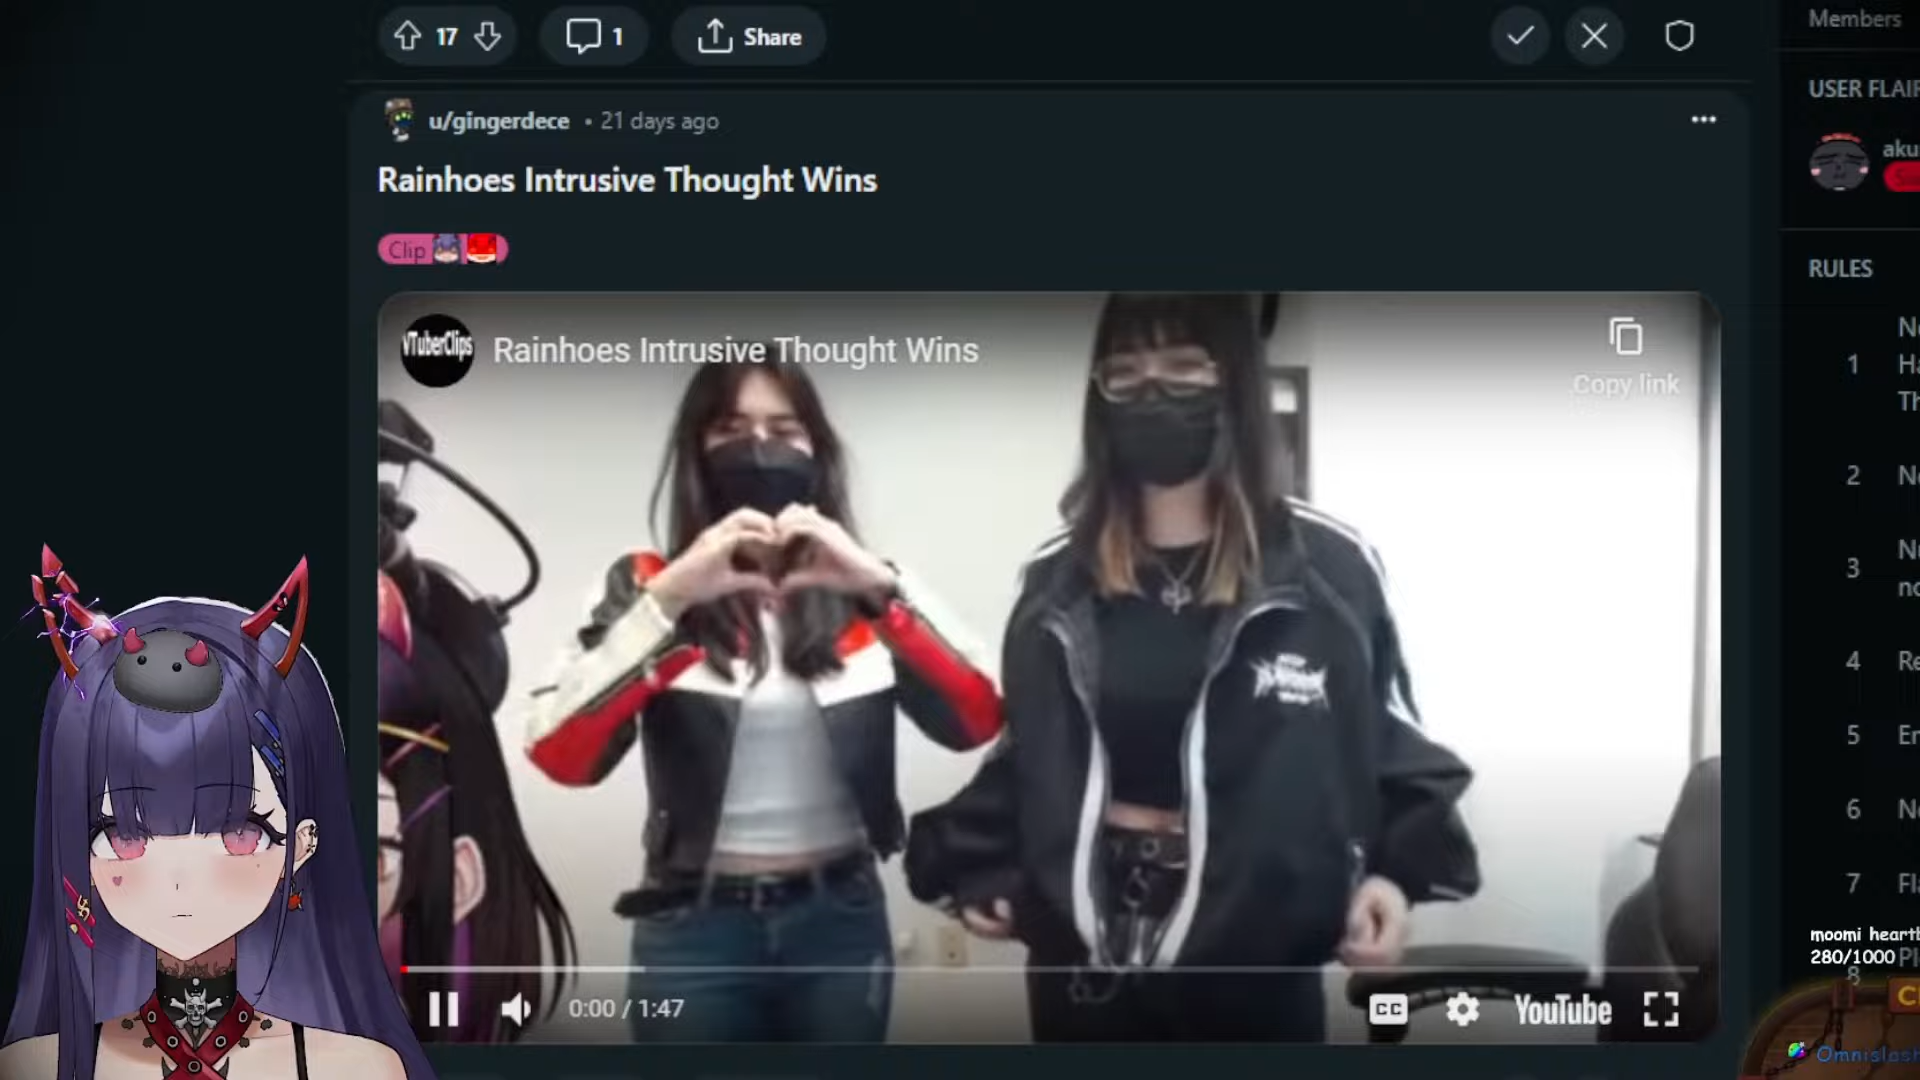 17
1
Share
Members
u/gingerdece • 21 days ago
USER FLAIR
Rainhoes Intrusive Thought Wins
Clip
RULES
VTuberClips
Rainhoes Intrusive Thought Wins
Copy link
1
2
3
4
5
6
7
8
moomi
280/1000
0:00 / 1:47
CC
YouTube